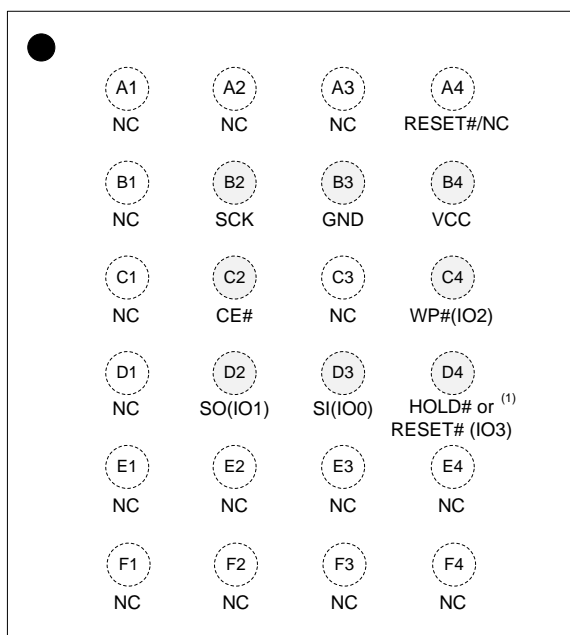 A1 A2 A3 A4
NC NC NC RESET#/NC
B1 B2 B3 B4
NC SCK GND VCC
C1 C2 C3 C4
NC CE# NC WP#(IO2)
D1 D2 D3 D4
NC SO(IO1) SI(IO0) HOLD# or (1)
RESET# (IO3)
E1 E2 E3 E4
NC NC NC NC
F1 F2 F3 F4
NC NC NC NC